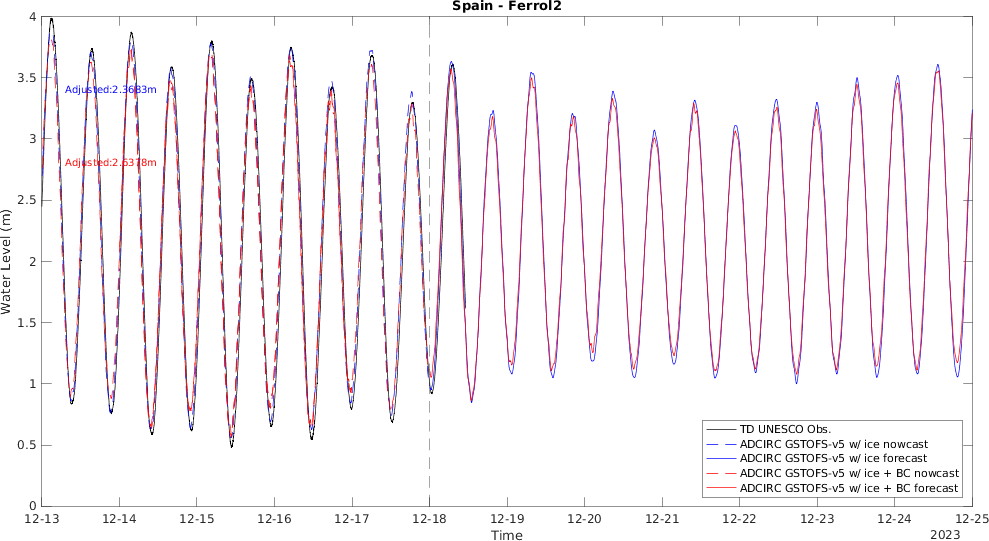 Spain - Ferrol2
4
3.5
3
2.5
2
1.5
1
0.5
0
Water Level (m)
Adjusted:2.3683m
Adjusted:2.6378m
TD UNESCO Obs.
ADCIRC GSTOFS-v5 w/ ice nowcast
ADCIRC GSTOFS-v5 w/ ice forecast
ADCIRC GSTOFS-v5 w/ ice + BC nowcast
ADCIRC GSTOFS-v5 w/ ice + BC forecast
12-13 12-14 12-15 12-16 12-17 12-18 12-19 12-20 12-21 12-22 12-23 12-24 12-25
Time
2023